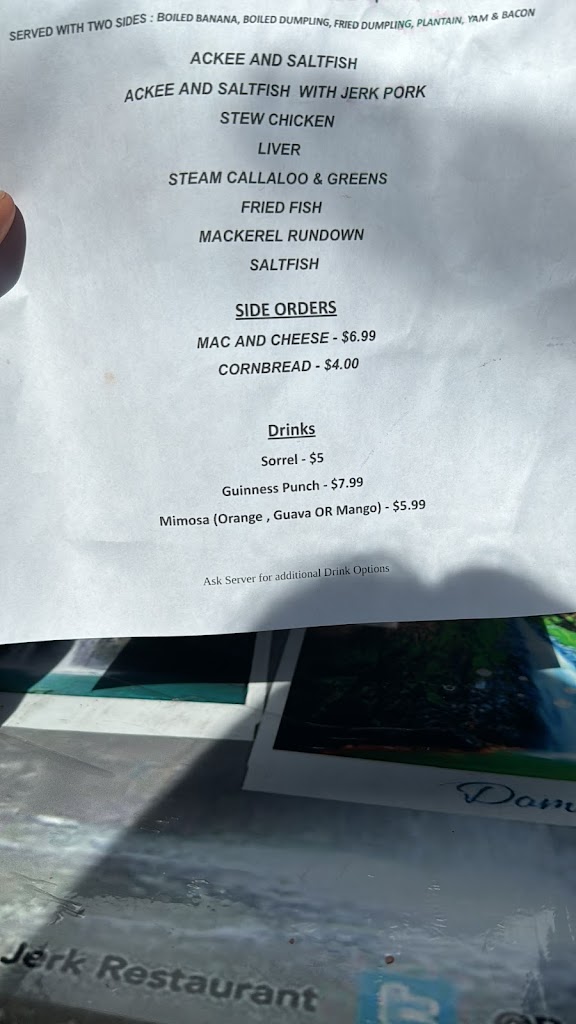 SERVED WITH TWO SIDES : BOILED BANANA, BOILED DUMPLING, FRIED DUMPLING, PLANTAIN, YAM & BACON
ACKEE AND SALTFISH
ACKEE AND SALTFISH WITH JERK PORK
STEW CHICKEN
LIVER
STEAM CALLALOO & GREENS
FRIED FISH
MACKEREL RUNDOWN
SALTFISH
SIDE ORDERS
MAC AND CHEESE - $6.99
CORNBREAD - $4.00
Drinks
Sorrel - $5
Guinness Punch - $7.99
Mimosa (Orange , Guava OR Mango) - $5.99
Ask Server for additional Drink Options
Jerk Restaurant